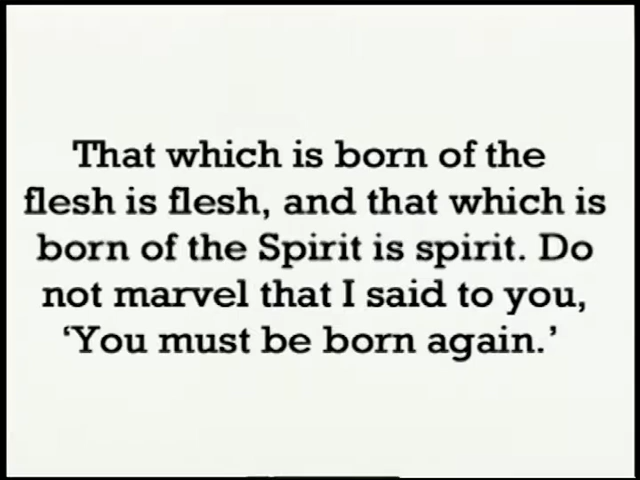 That which is born of the
flesh is flesh, and that which is
born of the Spirit is spirit. Do
not marvel that I said to you,
‘You must be born again.’